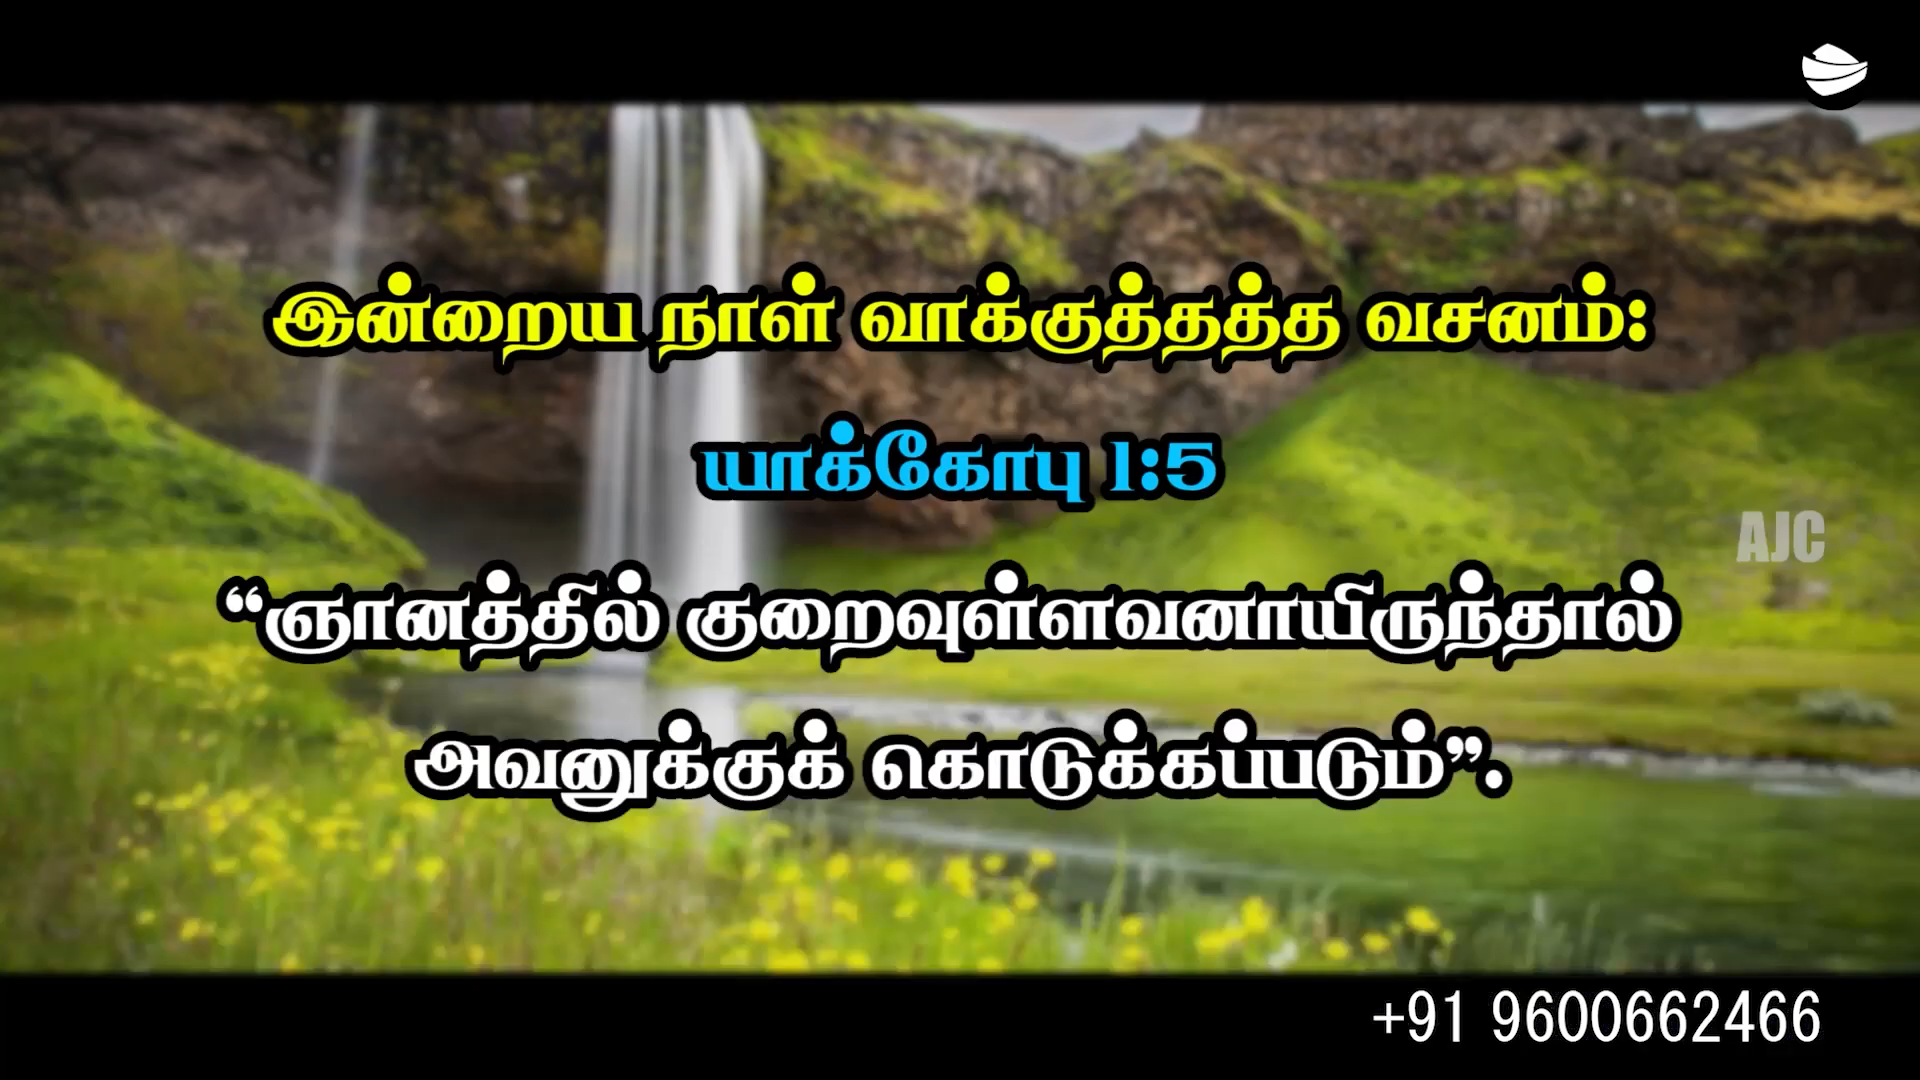 இன்றைய நாள் வாக்குத்தத்த வசனம்:
யாக்கோபு 1:5
AJC
“ஞானத்தில் குறைவுள்ளவனாயிருந்தால்
அவனுக்குக் கொடுக்கப்படும்”.
+91 9600662466